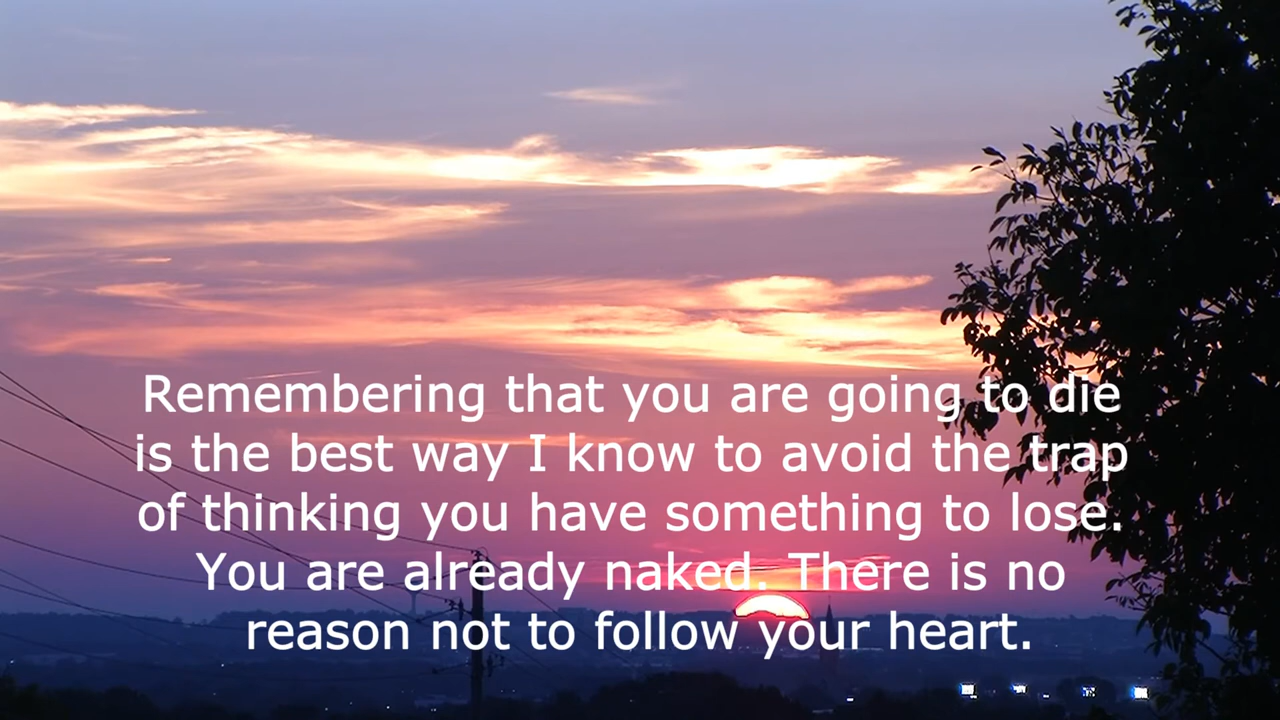 Remembering that you are going to die
is the best way I know to avoid the trap
of thinking you have something to lose.
You are already naked. There is no
reason not to follow your heart.